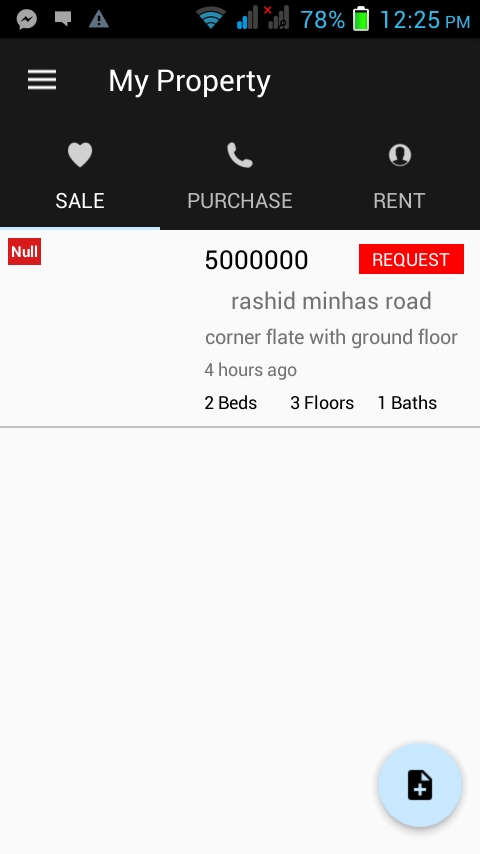 78% 12:25 PM
My Property
SALE PURCHASE RENT
Null
5000000 REQUEST
rashid minhas road
corner flate with ground floor
4 hours ago
2 Beds 3 Floors 1 Baths